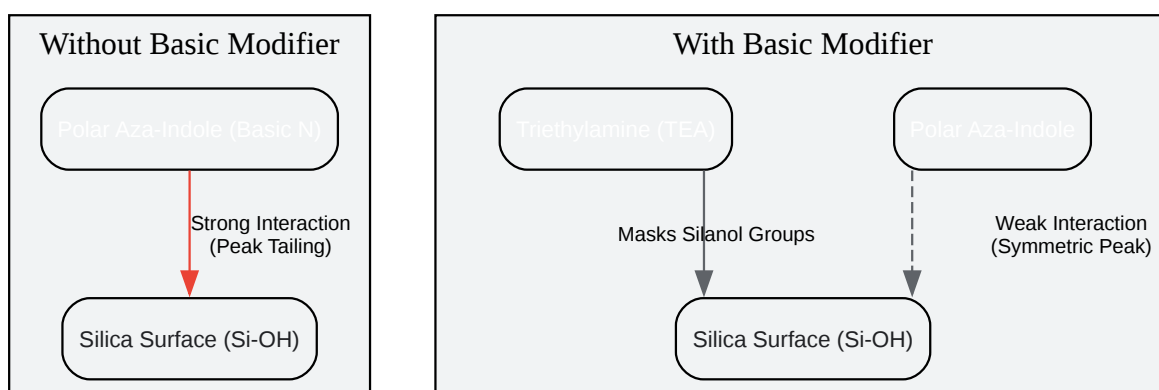 Without Basic Modifier
Polar Aza-Indole (Basic N)
Strong Interaction
(Peak Tailing)
Silica Surface (Si-OH)
With Basic Modifier
Triethylamine (TEA)
Polar Aza-Indole
Masks Silanol Groups
Weak Interaction
(Symmetric Peak)
Silica Surface (Si-OH)